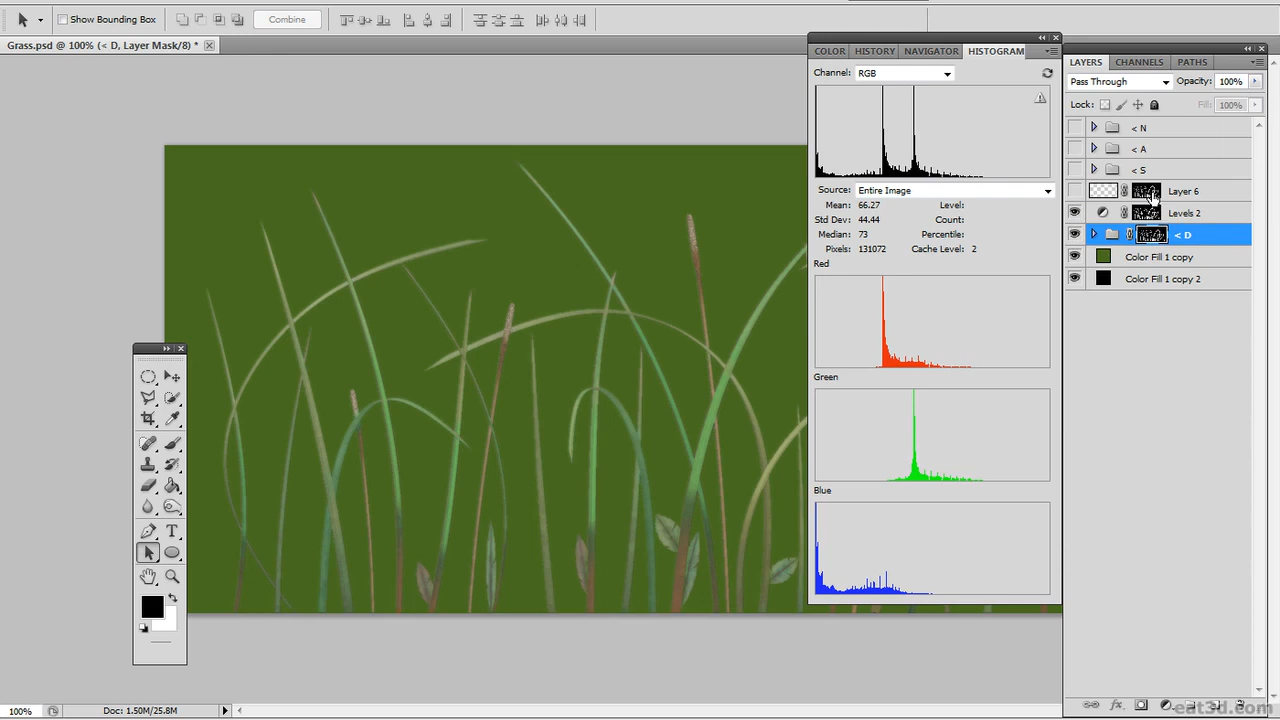 Show Bounding Box
Combine
Grass.psd @ 100% (< D, Layer Mask/8) *
COLOR HISTORY NAVIGATOR HISTOGRAM
Channel: RGB
Source: Entire Image
Mean: 66.27 Level:
Std Dev: 44.44 Count:
Median: 73 Percentile:
Pixels: 131072 Cache Level: 2
Red
Green
Blue
LAYERS CHANNELS PATHS
Pass Through Opacity: 100%
Lock: Fill: 100%
< N
< A
< S
Layer 6
Levels 2
< D
Color Fill 1 copy
Color Fill 1 copy 2
T
fx
100% Doc: 1.50M/25.8M
eat3d.com